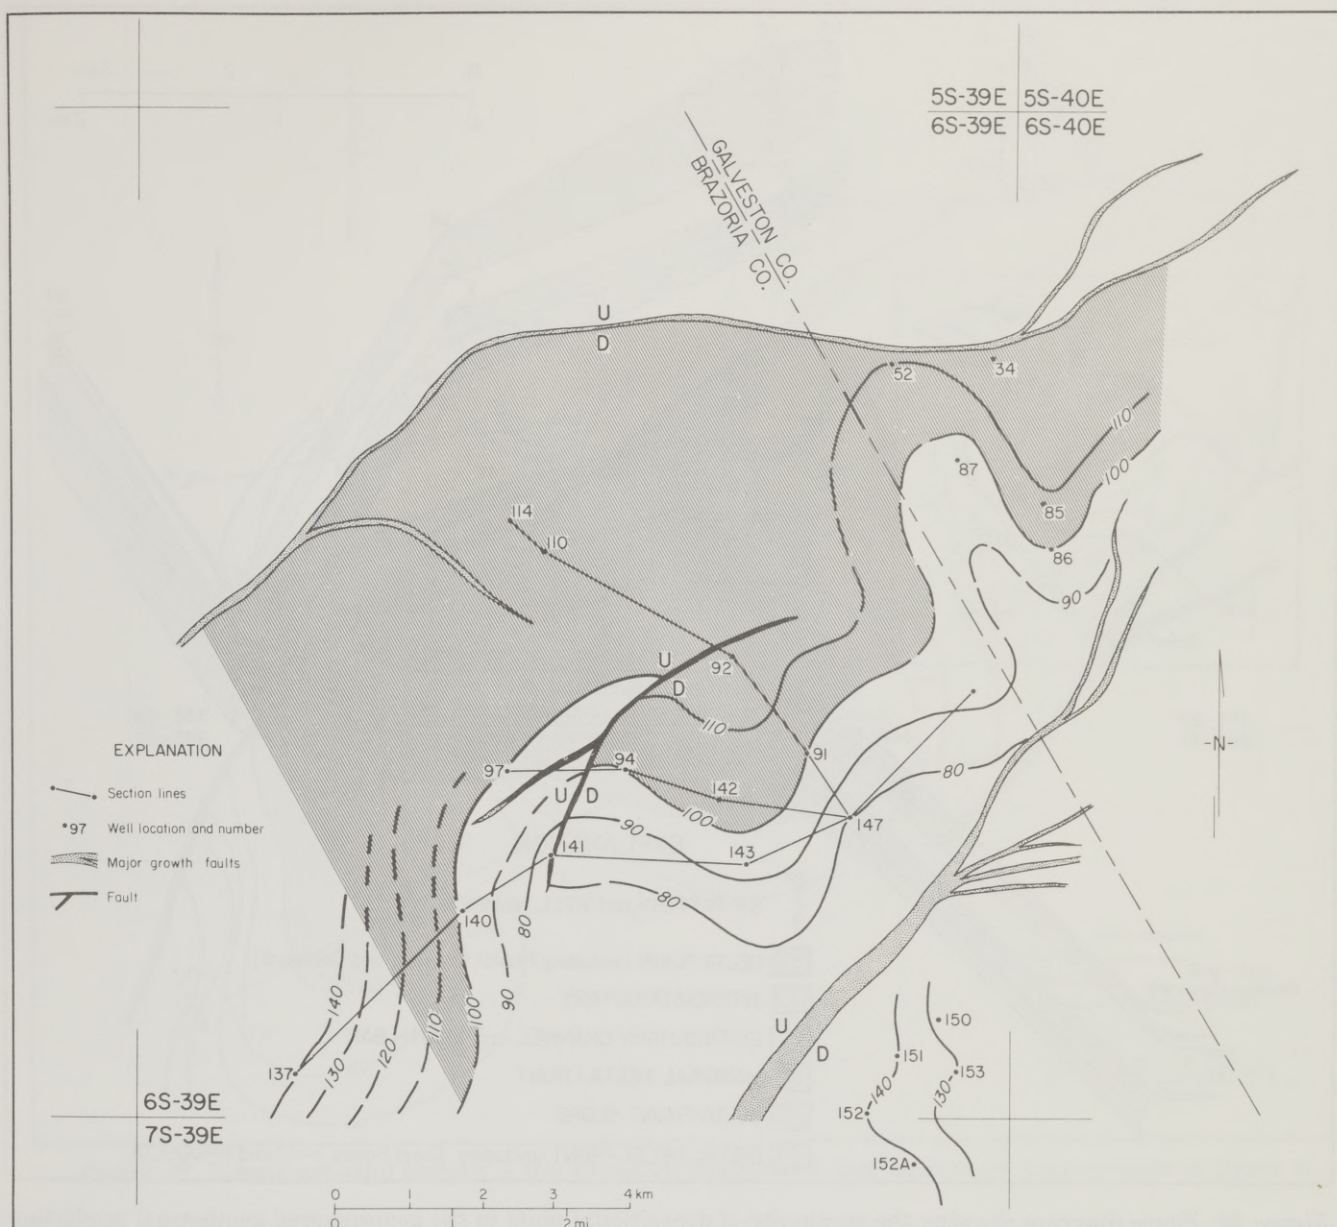 5S-39E 5S-40E
6S-39E 6S-40E
GALVESTON CO.
BRAZORIA CO.
U
D
52
34
110
100
87
85
86
90
114
110
92
U
D
110
91
80
EXPLANATION
Section lines
97 Well location and number
Major growth faults
Fault
97
94
142
U D
100
147
90
141
143
80
80
140
90
100
110
120
130
140
137
-N-
U
D
150
151
153
140
130
152
152A
6S-39E
7S-39E
0 1 2 3 4 km
0 1 2 mi